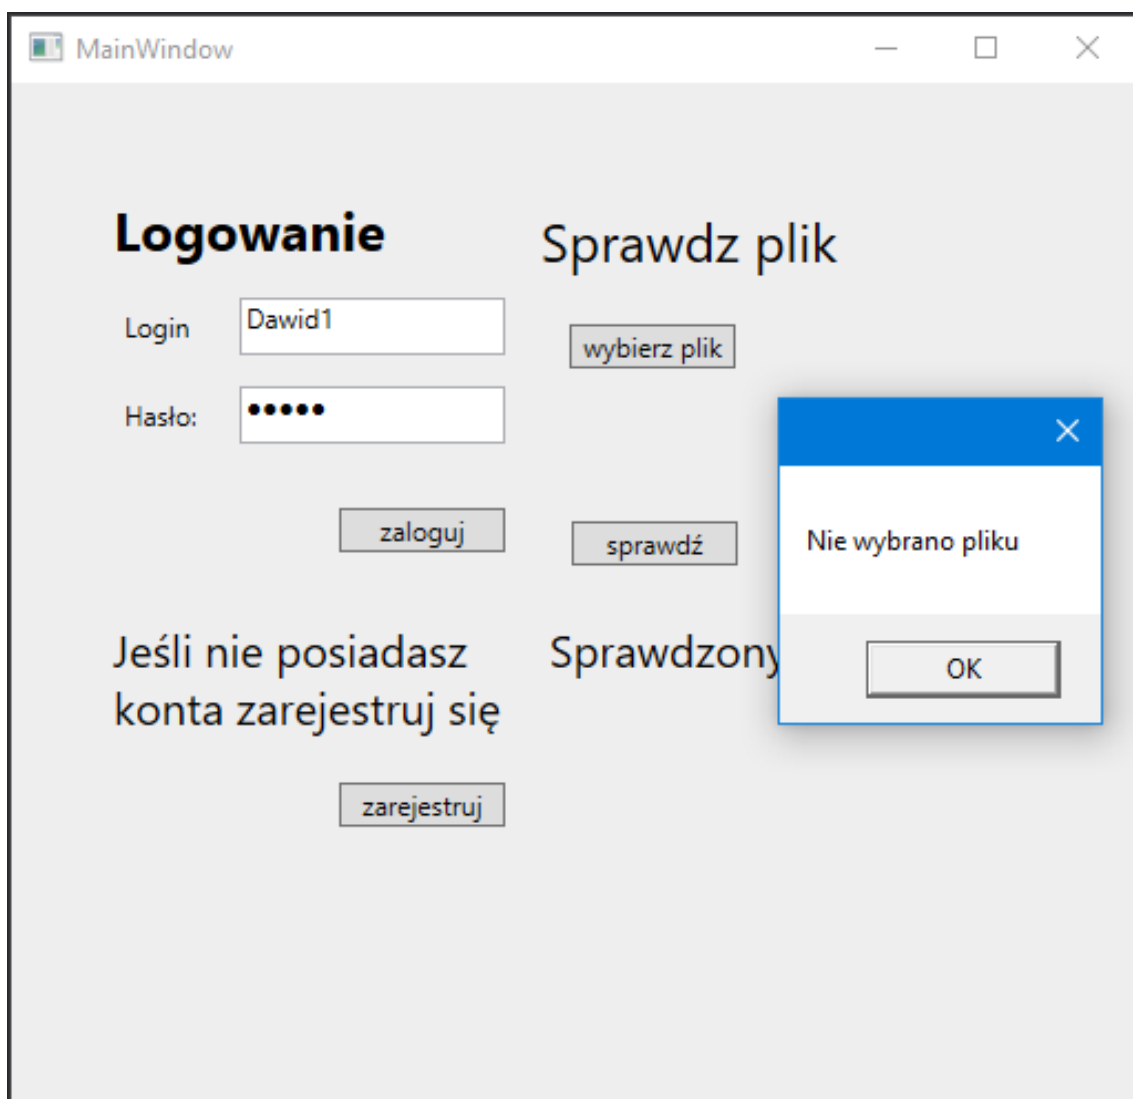 MainWindow
Logowanie
Login
Dawid1
Hasło:
zaloguj
Jeśli nie posiadasz
konta zarejestruj się
zarejestruj
Sprawdz plik
wybierz plik
sprawdź
Sprawdzony
Nie wybrano pliku
OK